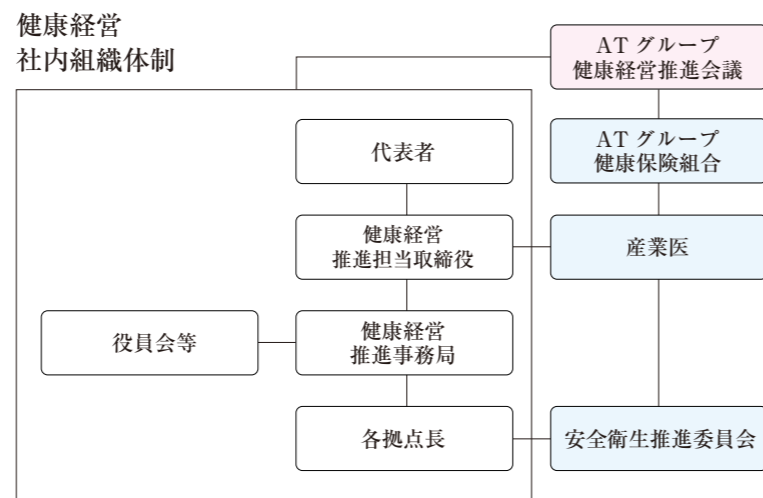 健康経営
社内組織体制
AT グループ
健康経営推進会議
AT グループ
健康保険組合
代表者
健康経営
推進担当取締役
産業医
役員会等
健康経営
推進事務局
各拠点長
安全衛生推進委員会